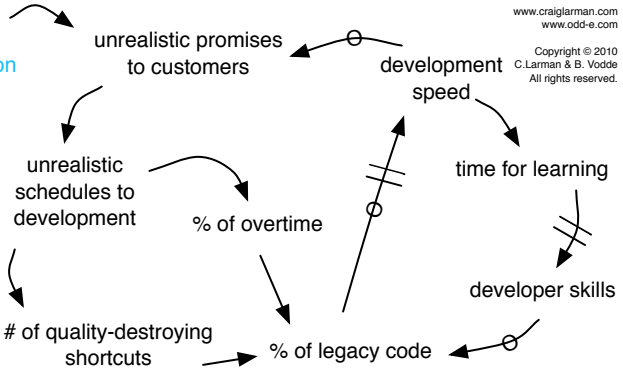 www.craiglarman.com
www.odd-e.com
Copyright © 2010
C.Larman & B. Vodde
All rights reserved.
on
unrealistic promises
to customers
development
speed
unrealistic
schedules to
development
time for learning
% of overtime
developer skills
# of quality-destroying
shortcuts
% of legacy code